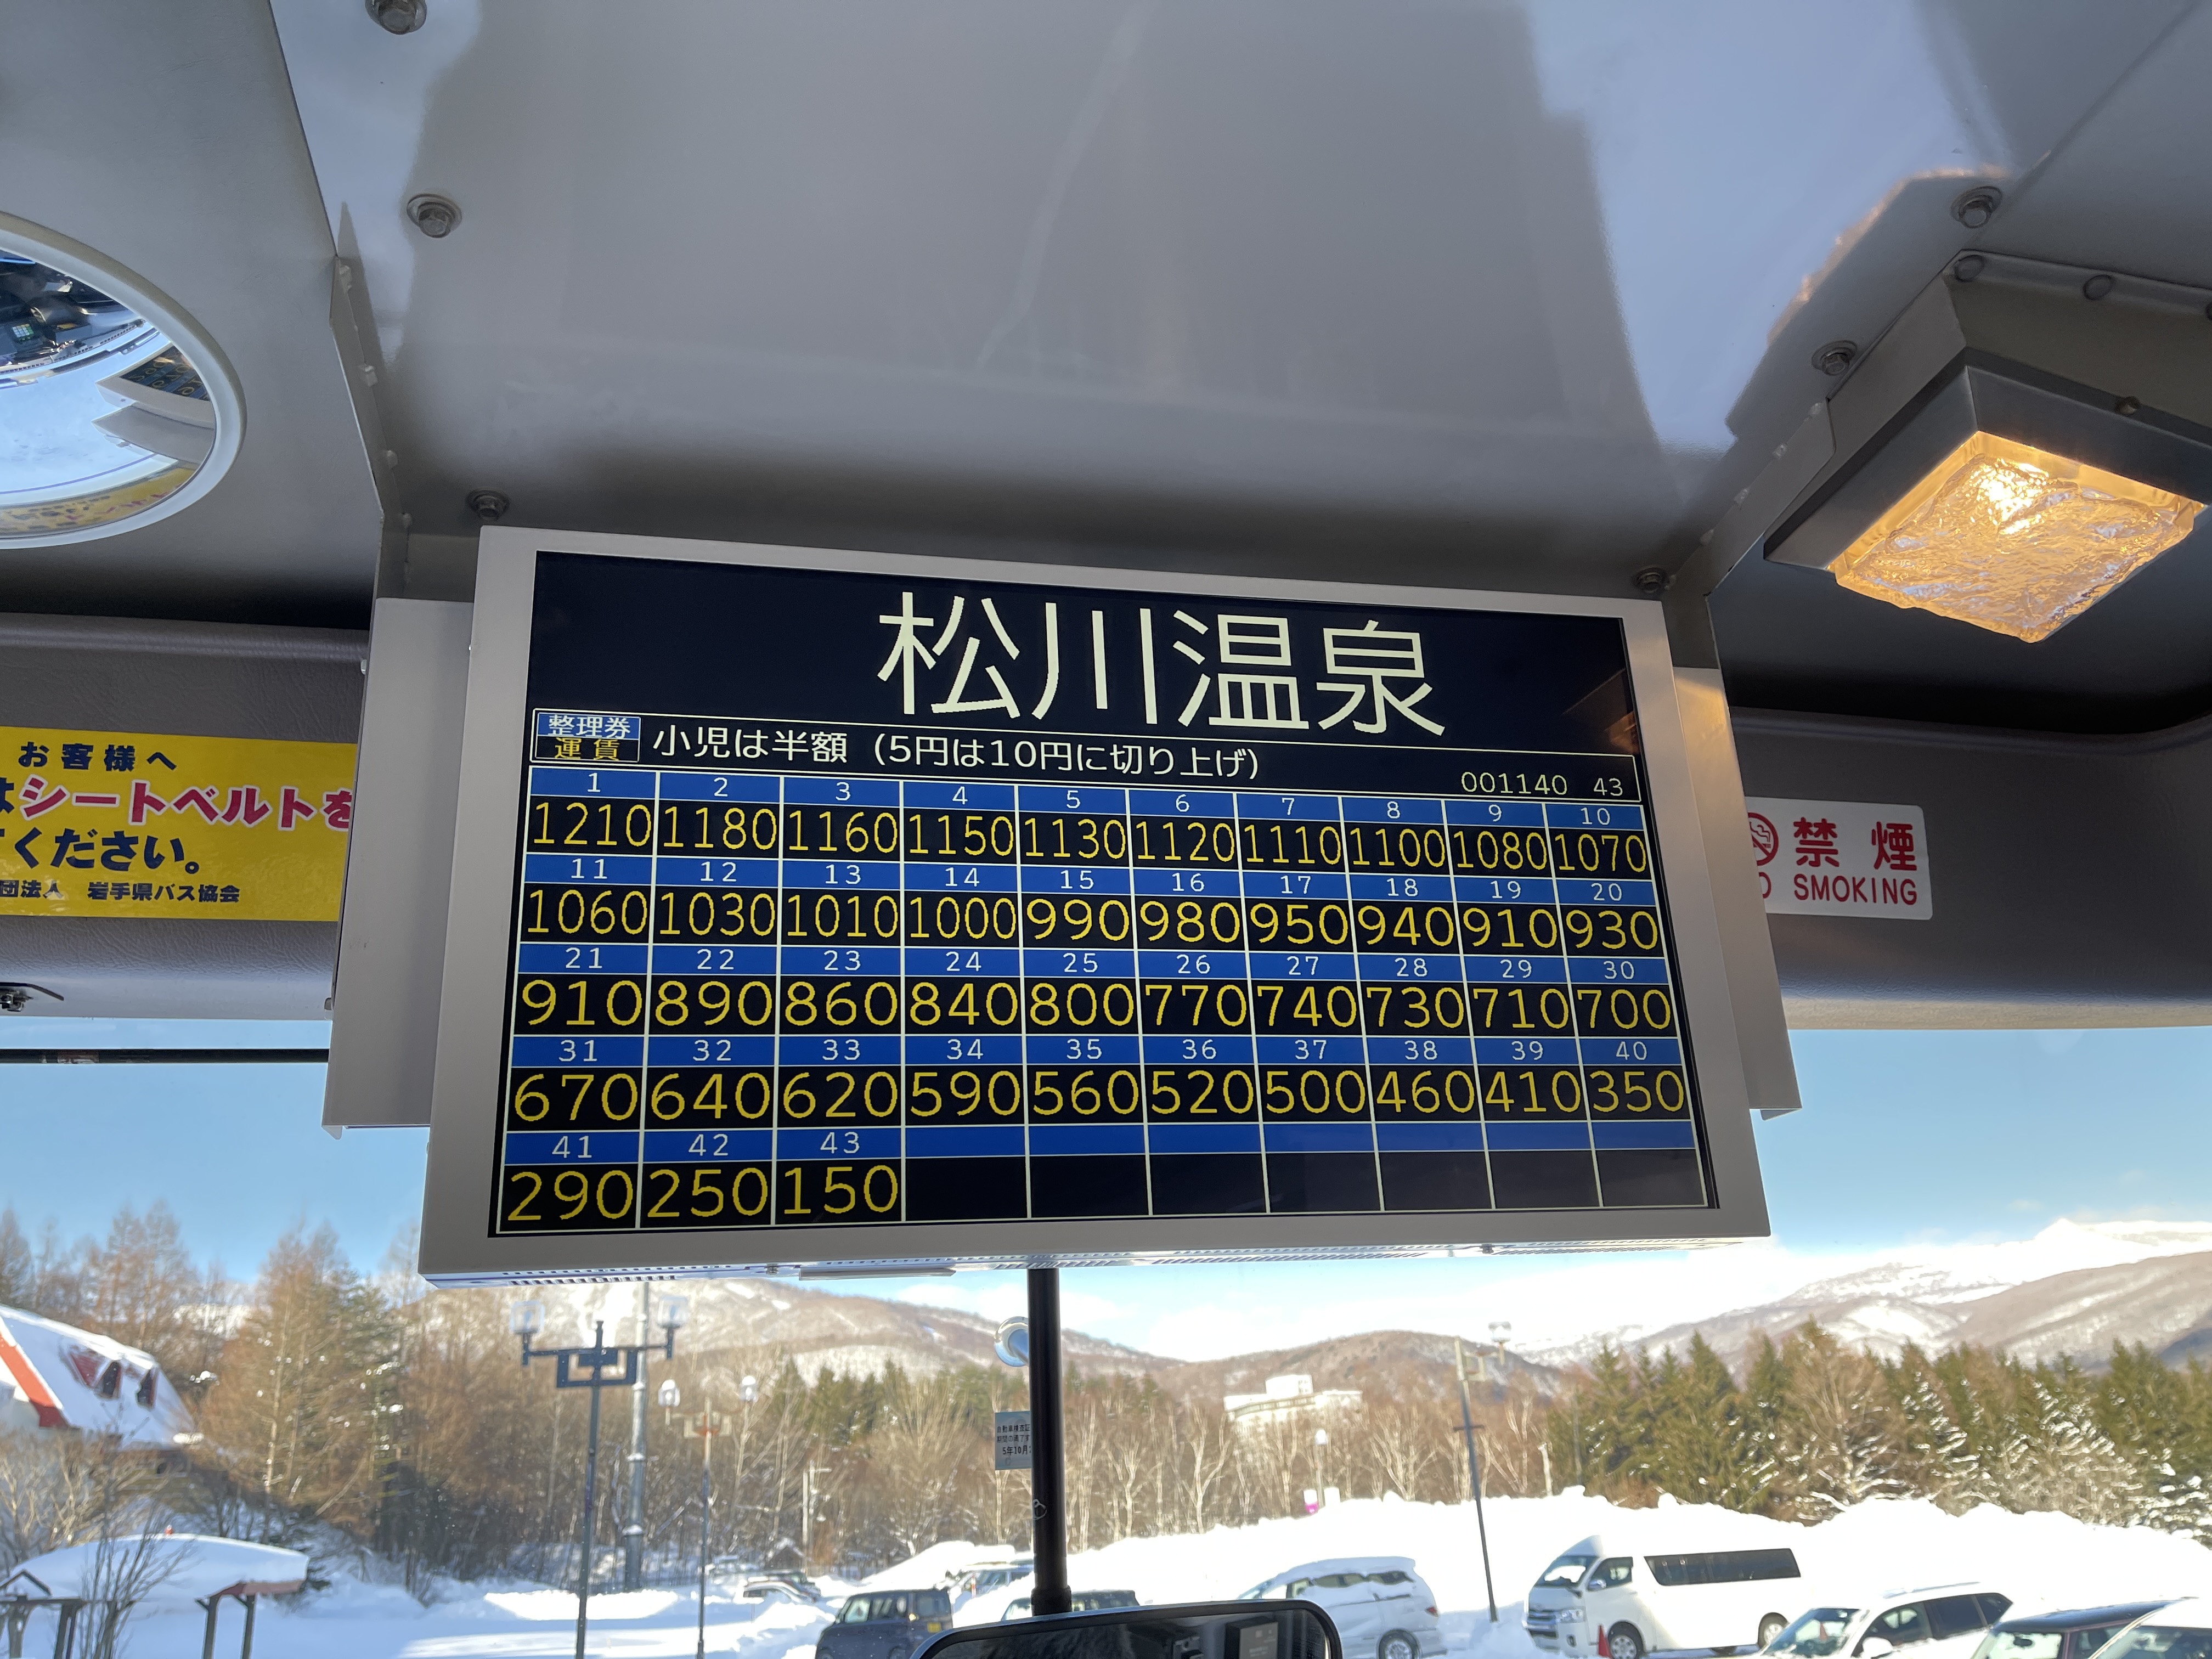 松川温泉
整理券
運賃
小児は半額（5円は10円に切り上げ）
001140 43
1 2 3 4 5 6 7 8 9 10
1210 1180 1160 1150 1130 1120 1110 1100 1080 1070
11 12 13 14 15 16 17 18 19 20
1060 1030 1010 1000 990 980 950 940 910 930
21 22 23 24 25 26 27 28 29 30
910 890 860 840 800 770 740 730 710 700
31 32 33 34 35 36 37 38 39 40
670 640 620 590 560 520 500 460 410 350
41 42 43
290 250 150
お客様へ
はシートベルトを
てください。
団法人 岩手県バス協会
禁煙
SMOKING